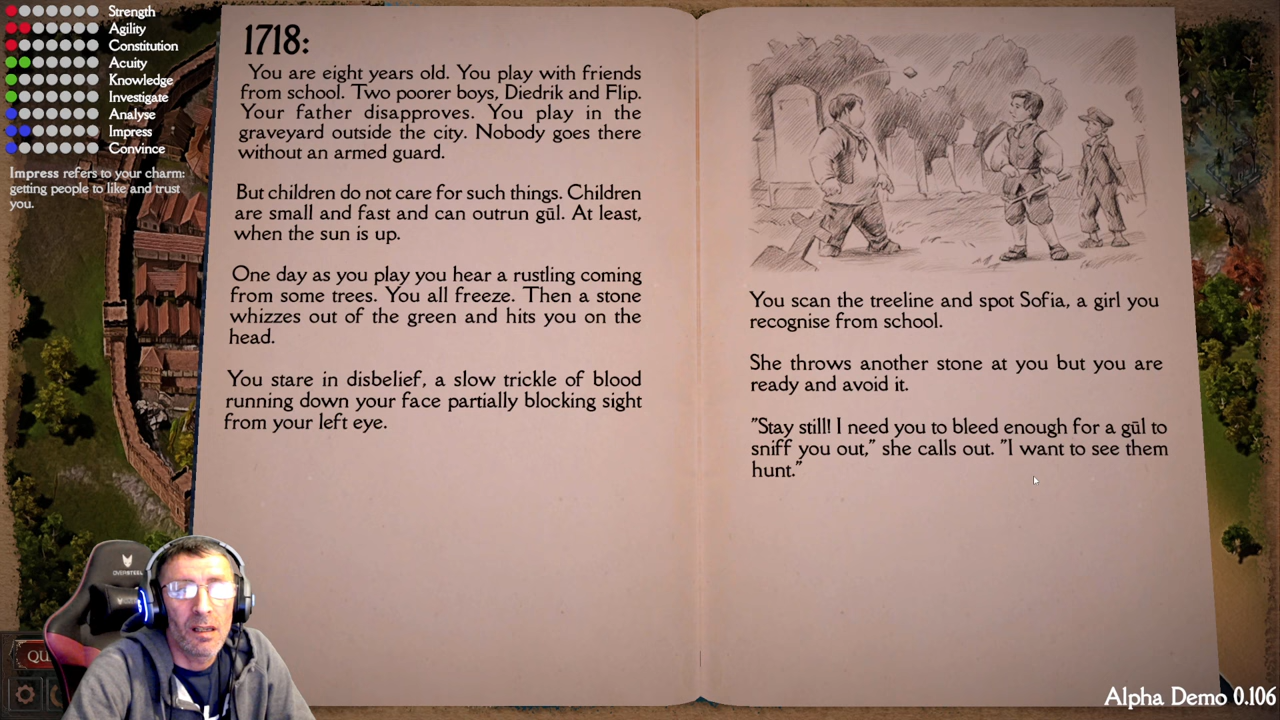 Strength
Agility
Constitution
Acuity
Knowledge
Investigate
Analyse
Impress
Convince
Impress refers to your charm:
getting people to like and trust
you.
1718:
You are eight years old. You play with friends
from school. Two poorer boys, Diedrik and Flip.
Your father disapproves. You play in the
graveyard outside the city. Nobody goes there
without an armed guard.
But children do not care for such things. Children
are small and fast and can outrun gūl. At least,
when the sun is up.
One day as you play you hear a rustling coming
from some trees. You all freeze. Then a stone
whizzes out of the green and hits you on the
head.
You stare in disbelief, a slow trickle of blood
running down your face partially blocking sight
from your left eye.
You scan the treeline and spot Sofia, a girl you
recognise from school.
She throws another stone at you but you are
ready and avoid it.
"Stay still! I need you to bleed enough for a gūl to
sniff you out," she calls out. "I want to see them
hunt."
OVERSTEEL
QU
Alpha Demo 0.106